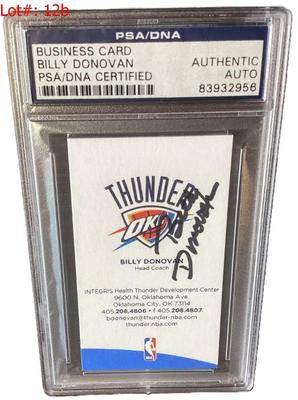 Lot#: 12b
PSA/DNA
BUSINESS CARD
BILLY DONOVAN
PSA/DNA CERTIFIED
AUTHENTIC
AUTO
83932956
THUNDER
OKC
Donovan
BILLY DONOVAN
Head Coach
INTEGRIS Health Thunder Development Center
9600 N. Oklahoma Ave.
Oklahoma City, OK 73114
405.208.4806 • f 405.208.4807
bdonovan@thunder-nba.com
thunder.nba.com
NBA